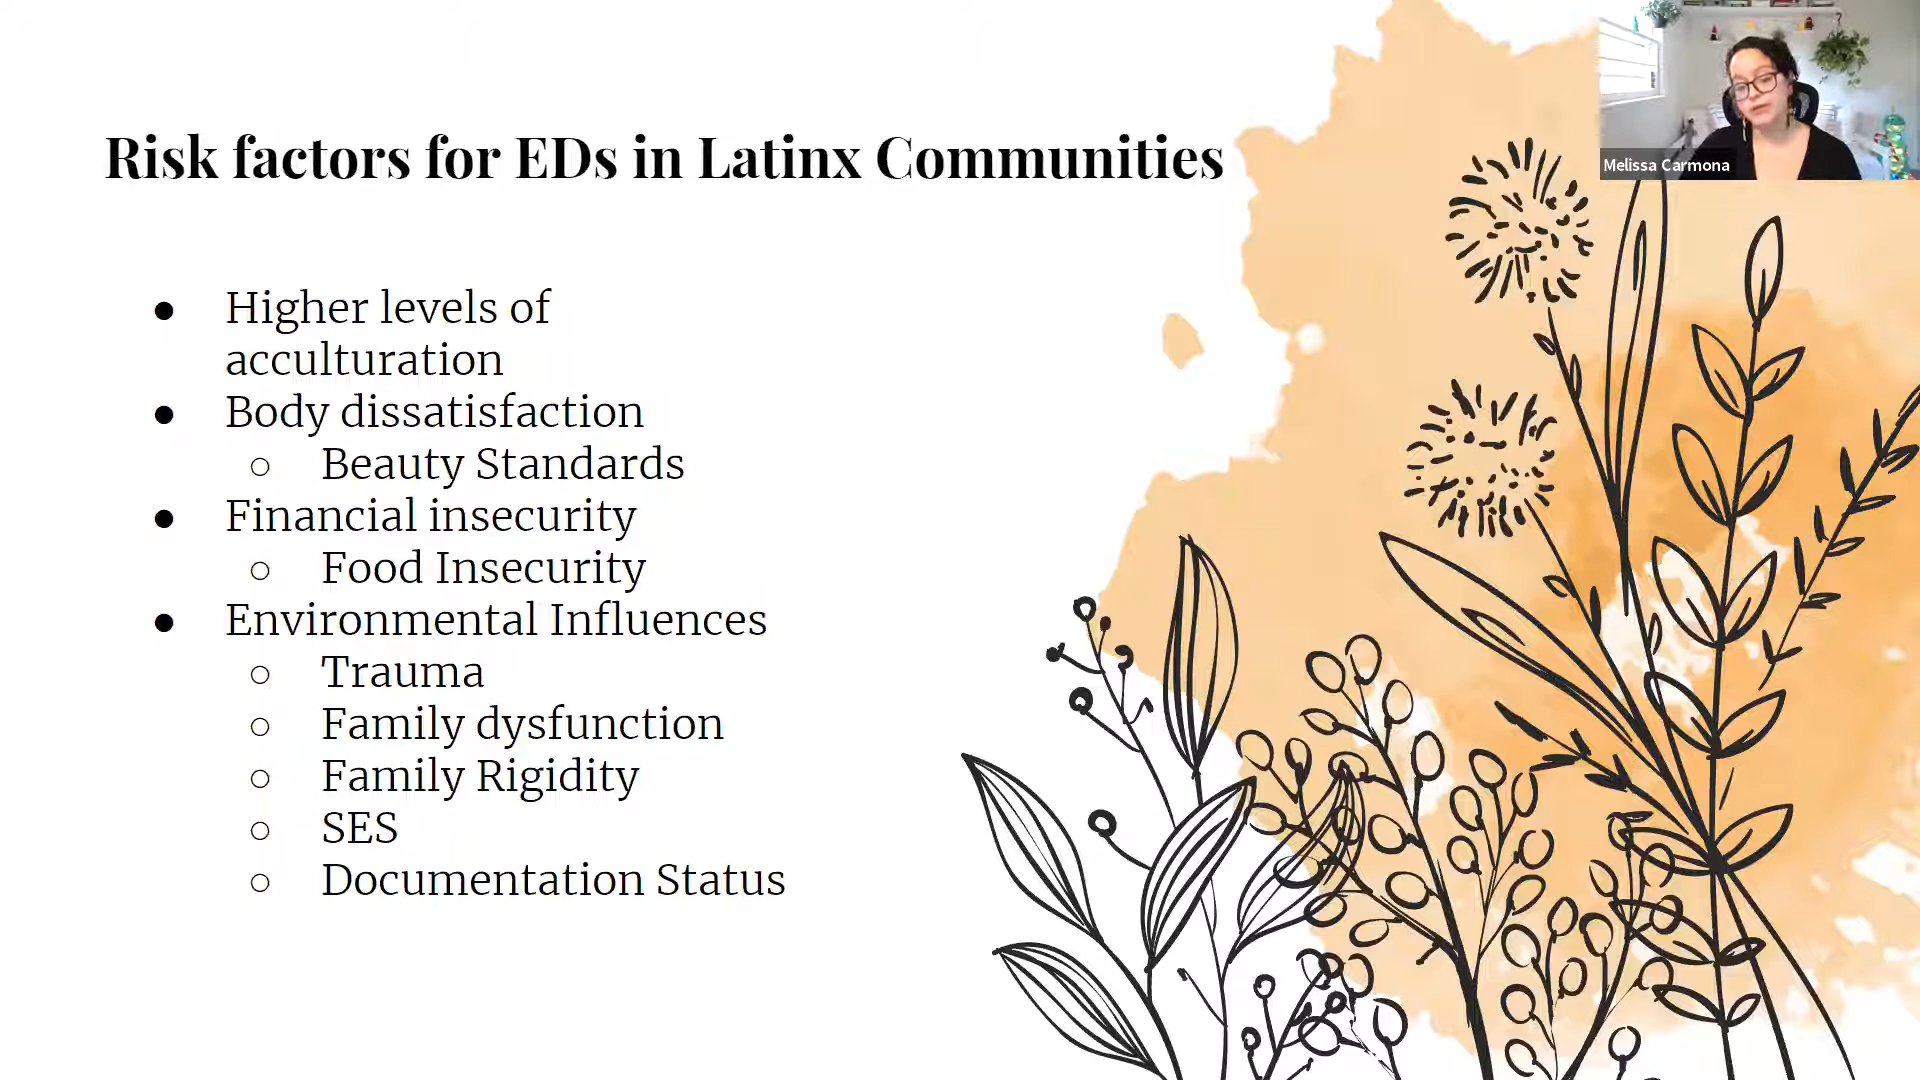 Risk factors for EDs in Latinx Communities
Melissa Carmona
● Higher levels of
acculturation
● Body dissatisfaction
○ Beauty Standards
● Financial insecurity
○ Food Insecurity
● Environmental Influences
○ Trauma
○ Family dysfunction
○ Family Rigidity
○ SES
○ Documentation Status